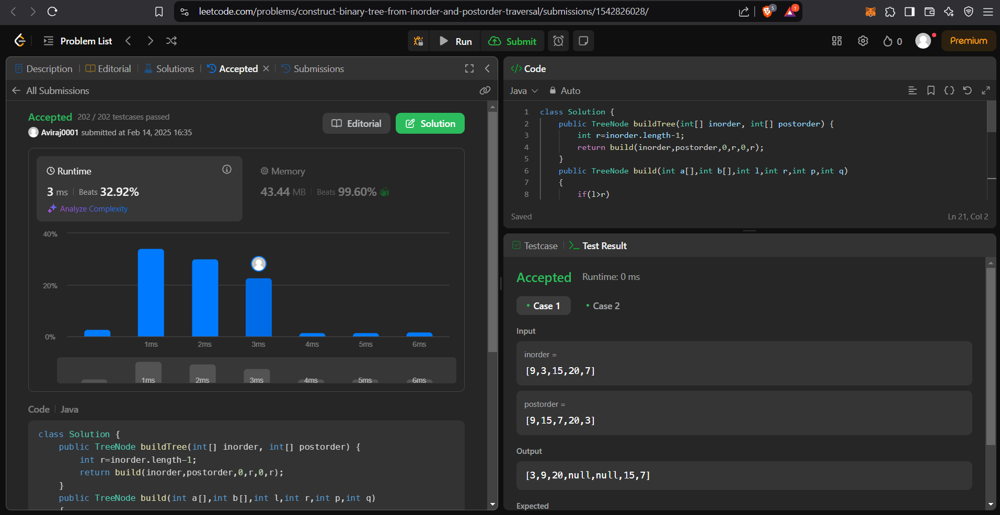 leetcode.com/problems/construct-binary-tree-from-inorder-and-postorder-traversal/submissions/1542826028/
5
1
Problem List
Run
Submit
0
Premium
Description
Editorial
Solutions
Accepted
Submissions
All Submissions
Accepted 202 / 202 testcases passed
Aviraj0001 submitted at Feb 14, 2025 16:35
Editorial
Solution
Runtime
3 ms
Beats 32.92%
Analyze Complexity
Memory
43.44 MB
Beats 99.60%
40%
20%
0%
1ms 2ms 3ms 4ms 5ms 6ms
1ms 2ms 3ms 4ms 5ms 6ms
Code
Java
class Solution {
public TreeNode buildTree(int[] inorder, int[] postorder) {
int r=inorder.length-1;
return build(inorder,postorder,0,r,0,r);
}
public TreeNode build(int a[],int b[],int l,int r,int p,int q)
{
</> Code
Java
Auto
1 class Solution {
2 public TreeNode buildTree(int[] inorder, int[] postorder) {
3 int r=inorder.length-1;
4 return build(inorder,postorder,0,r,0,r);
5 }
6 public TreeNode build(int a[],int b[],int l,int r,int p,int q)
7 {
8 if(l>r)
Saved
Ln 21, Col 2
Testcase
Test Result
Accepted Runtime: 0 ms
• Case 1
• Case 2
Input
inorder =
[9,3,15,20,7]
postorder =
[9,15,7,20,3]
Output
[3,9,20,null,null,15,7]
Expected